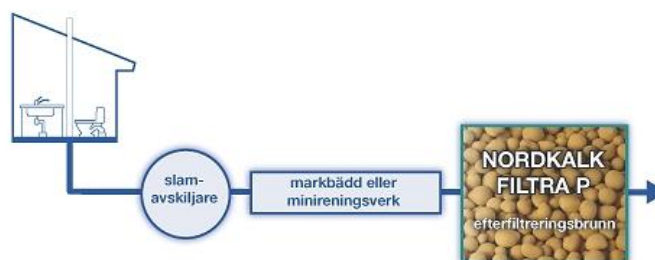 slam-
avskiljare
markbädd eller
minireningsverk
NORDKALK
FILTRA P
efterfiltreringsbrunn